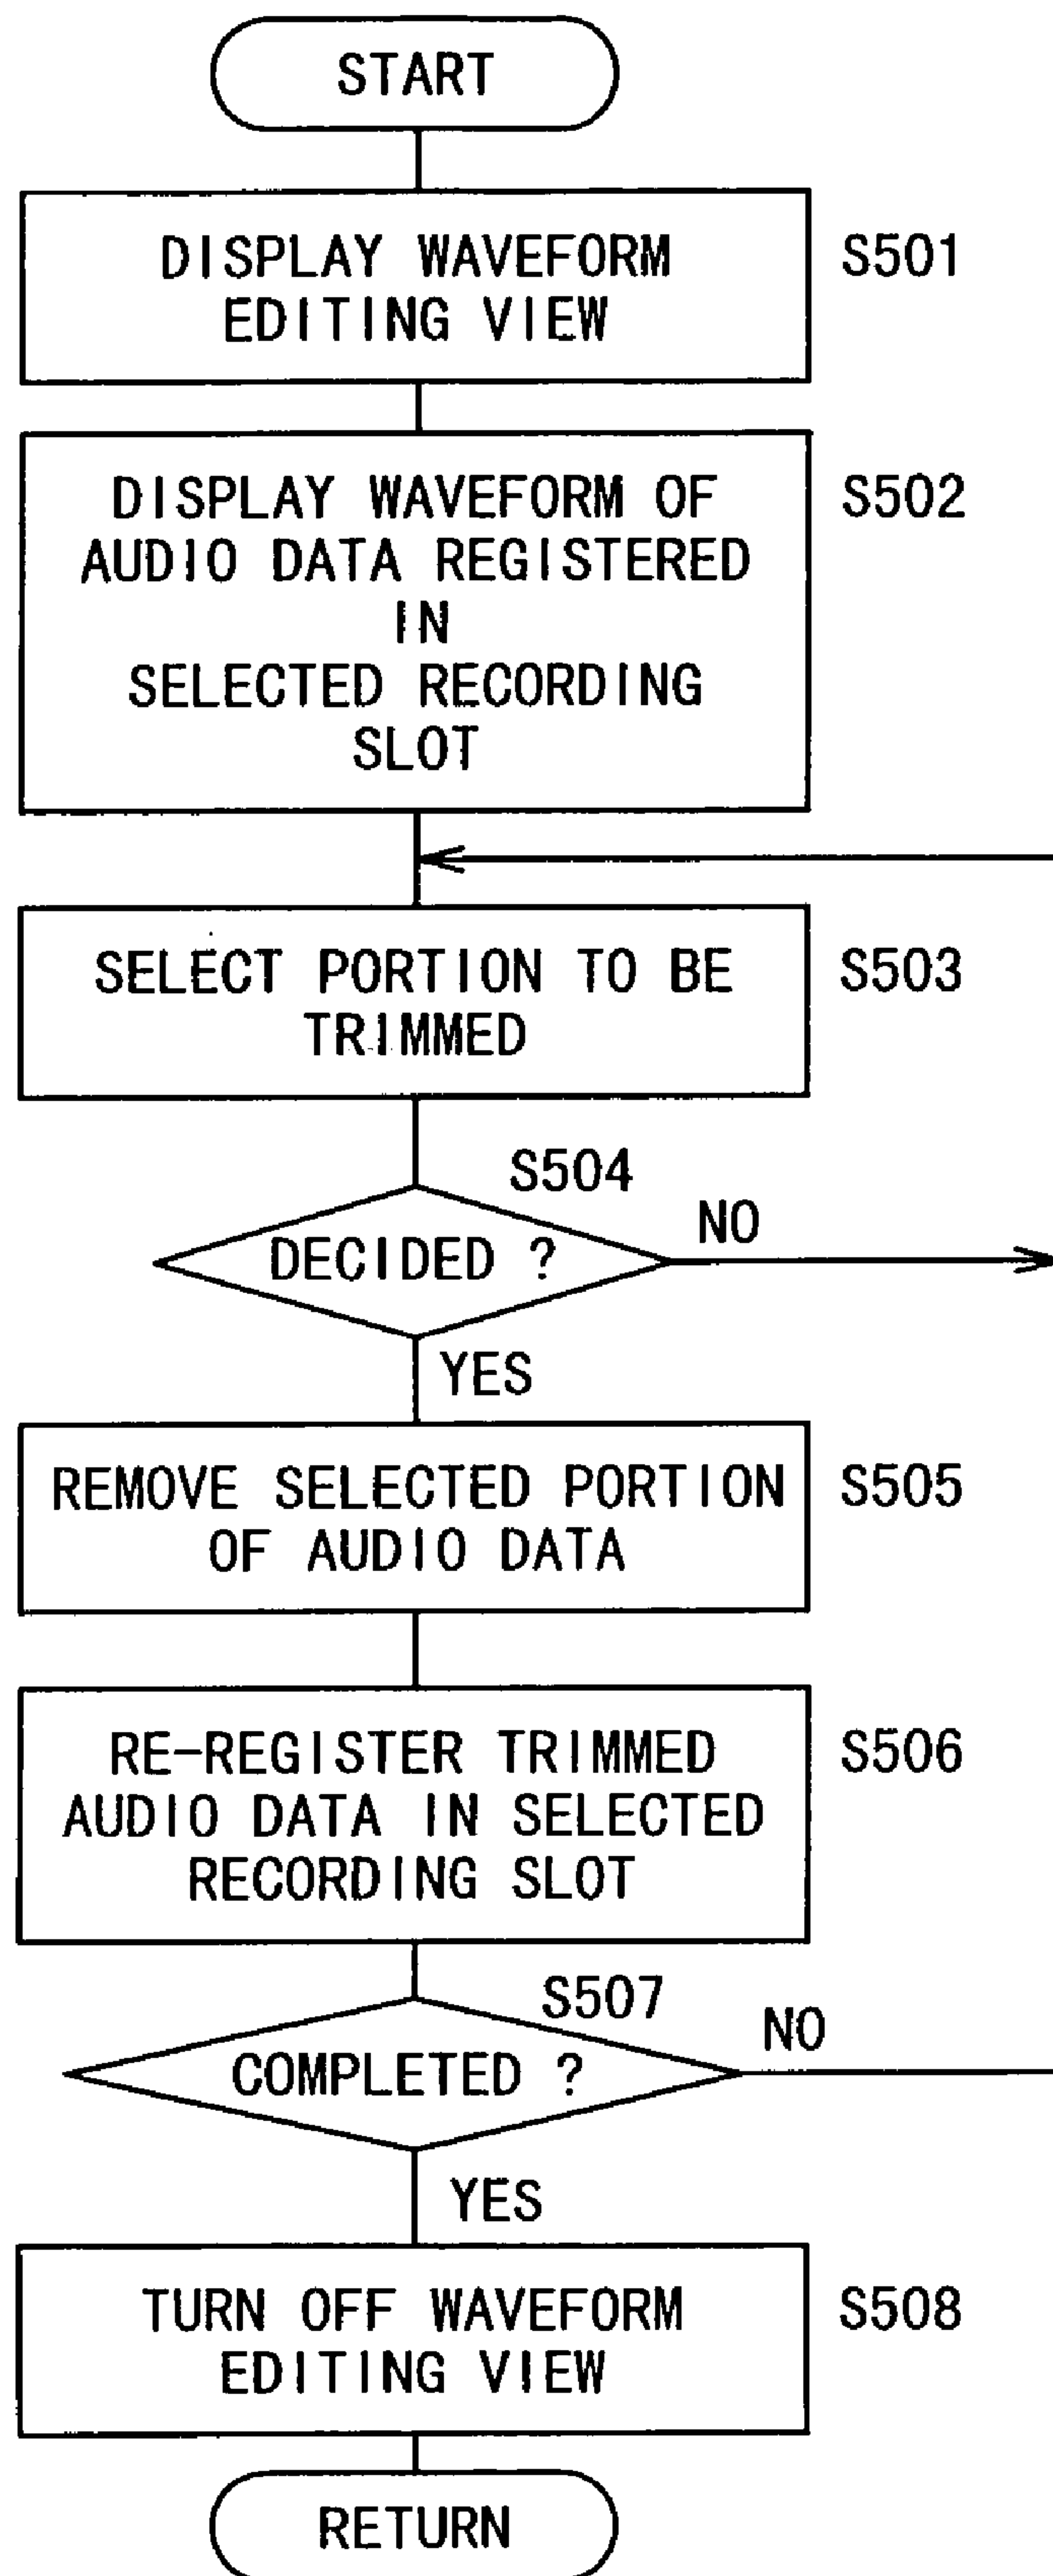 START
DISPLAY WAVEFORM
EDITING VIEW
S501
DISPLAY WAVEFORM OF
AUDIO DATA REGISTERED
IN
SELECTED RECORDING
SLOT
S502
SELECT PORTION TO BE
TRIMMED
S503
S504
DECIDED ?
NO
YES
REMOVE SELECTED PORTION
OF AUDIO DATA
S505
RE-REGISTER TRIMMED
AUDIO DATA IN SELECTED
RECORDING SLOT
S506
S507
COMPLETED ?
NO
YES
TURN OFF WAVEFORM
EDITING VIEW
S508
RETURN